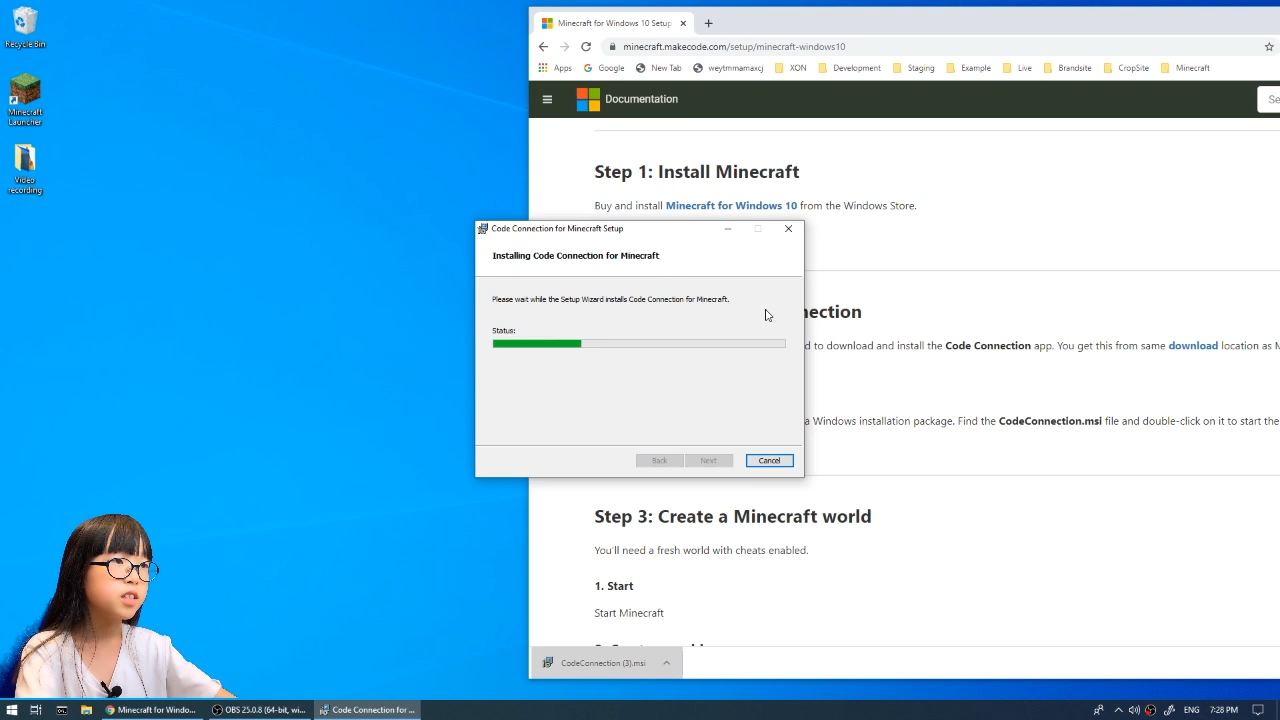 Recycle Bin
Minecraft
Launcher
Video
recording
Minecraft for Windows 10 Setup
minecraft.makecode.com/setup/minecraft-windows10
Apps Google New Tab weytmmamaxcj XON Development Staging Example Live Brandsite CropSite Minecraft
Documentation
Se
Step 1: Install Minecraft
Buy and install Minecraft for Windows 10 from the Windows Store.
Code Connection for Minecraft Setup
Installing Code Connection for Minecraft
Please wait while the Setup Wizard installs Code Connection for Minecraft.
Status:
Back Next Cancel
nection
d to download and install the Code Connection app. You get this from same download location as M
a Windows installation package. Find the CodeConnection.msi file and double-click on it to start the
Step 3: Create a Minecraft world
You'll need a fresh world with cheats enabled.
1. Start
Start Minecraft
CodeConnection (3).msi
Minecraft for Windo... OBS 25.0.8 (64-bit, wi... Code Connection for ... ENG 7:28 PM